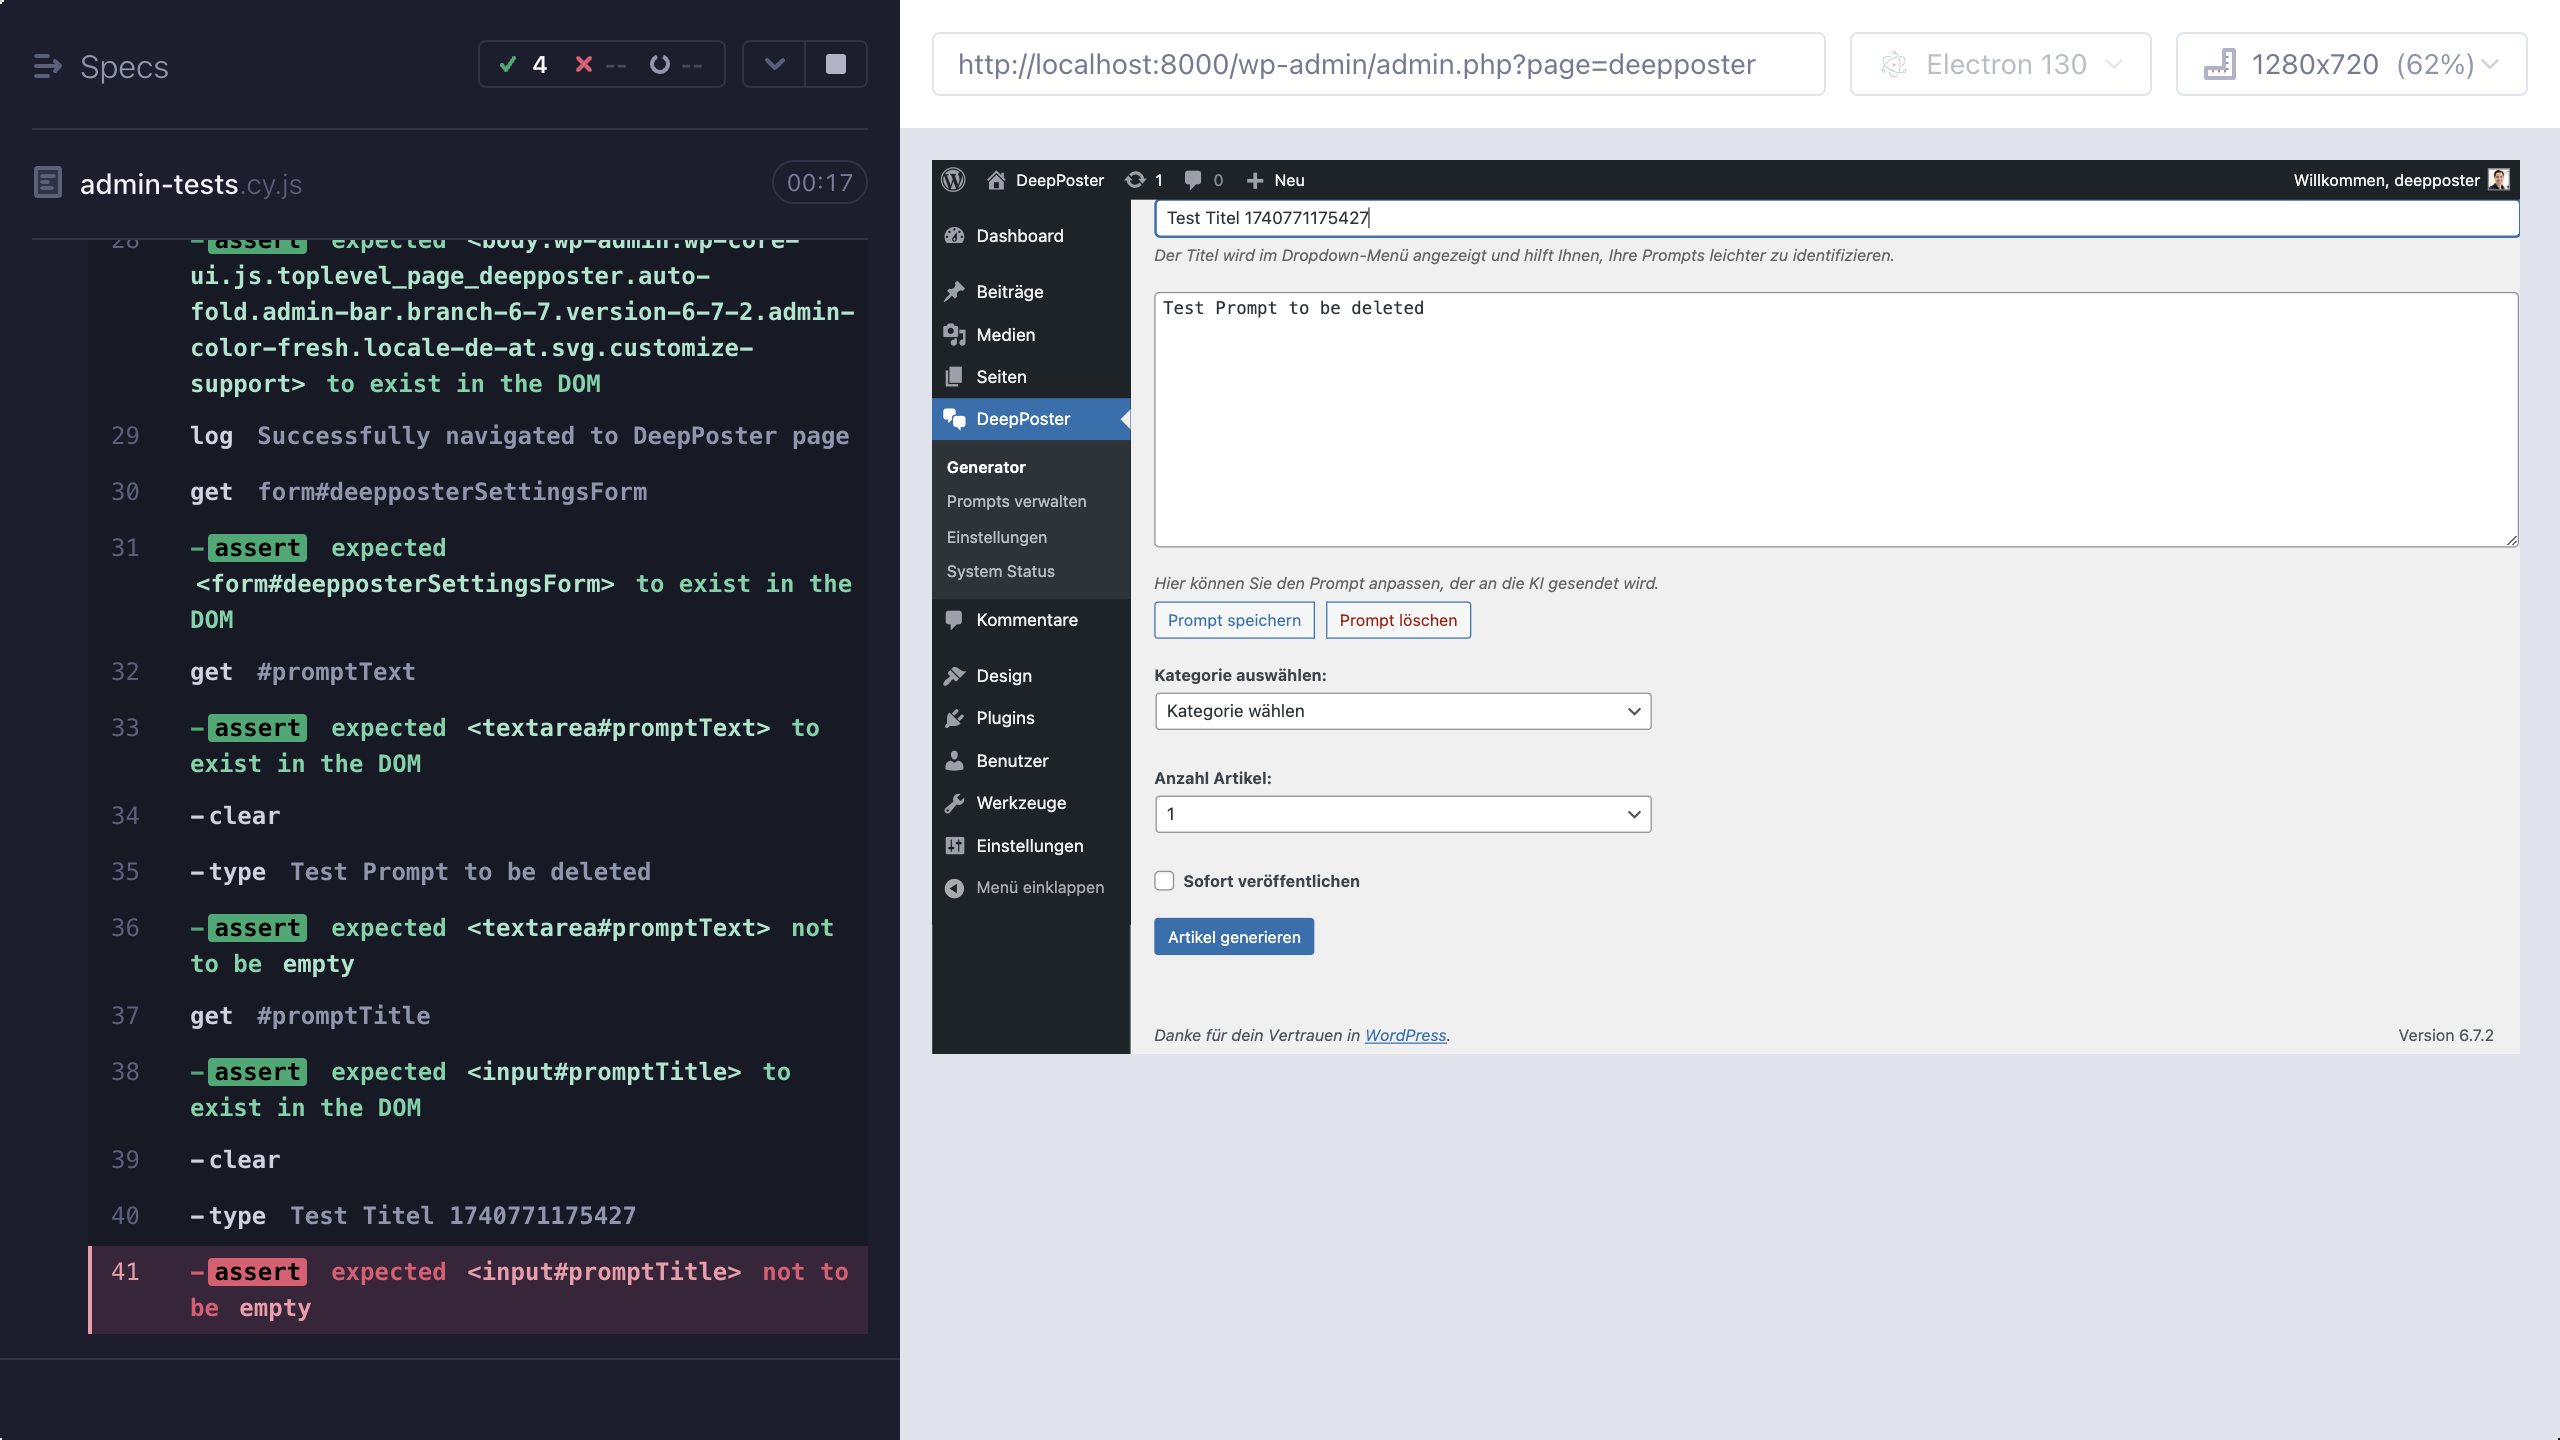 Specs
4
--
--
http://localhost:8000/wp-admin/admin.php?page=deepposter
Electron 130
1280x720 (62%)
admin-tests.cy.js
00:17
28 -assert expected <body.wp-admin.wp-core-
ui.js.toplevel_page_deepposter.auto-
fold.admin-bar.branch-6-7.version-6-7-2.admin-
color-fresh.locale-de-at.svg.customize-
support> to exist in the DOM
29 log Successfully navigated to DeepPoster page
30 get form#deepposterSettingsForm
31 -assert expected
<form#deepposterSettingsForm> to exist in the
DOM
32 get #promptText
33 -assert expected <textarea#promptText> to
exist in the DOM
34 -clear
35 -type Test Prompt to be deleted
36 -assert expected <textarea#promptText> not
to be empty
37 get #promptTitle
38 -assert expected <input#promptTitle> to
exist in the DOM
39 -clear
40 -type Test Titel 1740771175427
41 -assert expected <input#promptTitle> not to
be empty
DeepPoster 1 0 Neu
Willkommen, deepposter
Dashboard
Beiträge
Medien
Seiten
DeepPoster
Generator
Prompts verwalten
Einstellungen
System Status
Kommentare
Design
Plugins
Benutzer
Werkzeuge
Einstellungen
Menü einklappen
Test Titel 1740771175427
Der Titel wird im Dropdown-Menü angezeigt und hilft Ihnen, Ihre Prompts leichter zu identifizieren.
Test Prompt to be deleted
Hier können Sie den Prompt anpassen, der an die KI gesendet wird.
Prompt speichern Prompt löschen
Kategorie auswählen:
Kategorie wählen
Anzahl Artikel:
1
Sofort veröffentlichen
Artikel generieren
Danke für dein Vertrauen in WordPress.
Version 6.7.2